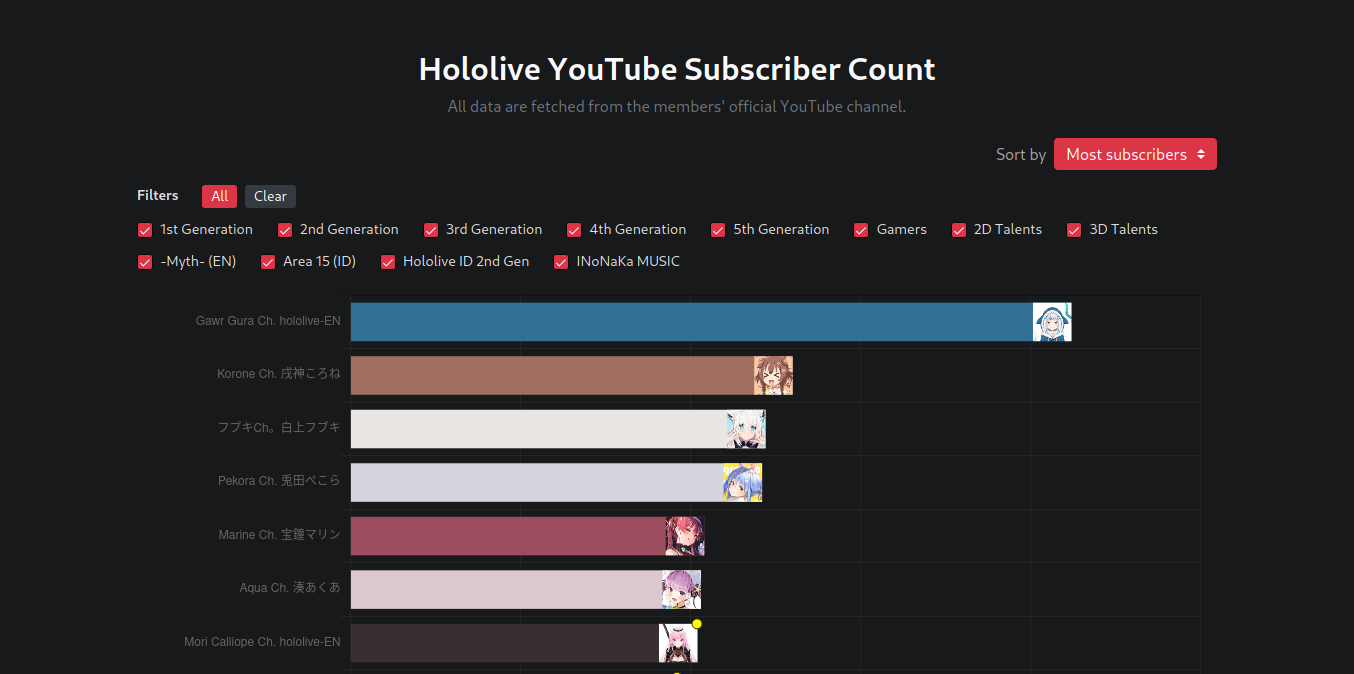 Hololive YouTube Subscriber Count
All data are fetched from the members' official YouTube channel.
Sort by Most subscribers
Filters All Clear
1st Generation 2nd Generation 3rd Generation 4th Generation 5th Generation Gamers 2D Talents 3D Talents
-Myth- (EN) Area 15 (ID) Hololive ID 2nd Gen INoNaKa MUSIC
Gawr Gura Ch. hololive-EN
Korone Ch. 戌神ころね
フブキCh。白上フブキ
Pekora Ch. 兎田ぺこら
Marine Ch. 宝鐘マリン
Aqua Ch. 湊あくあ
Mori Calliope Ch. hololive-EN